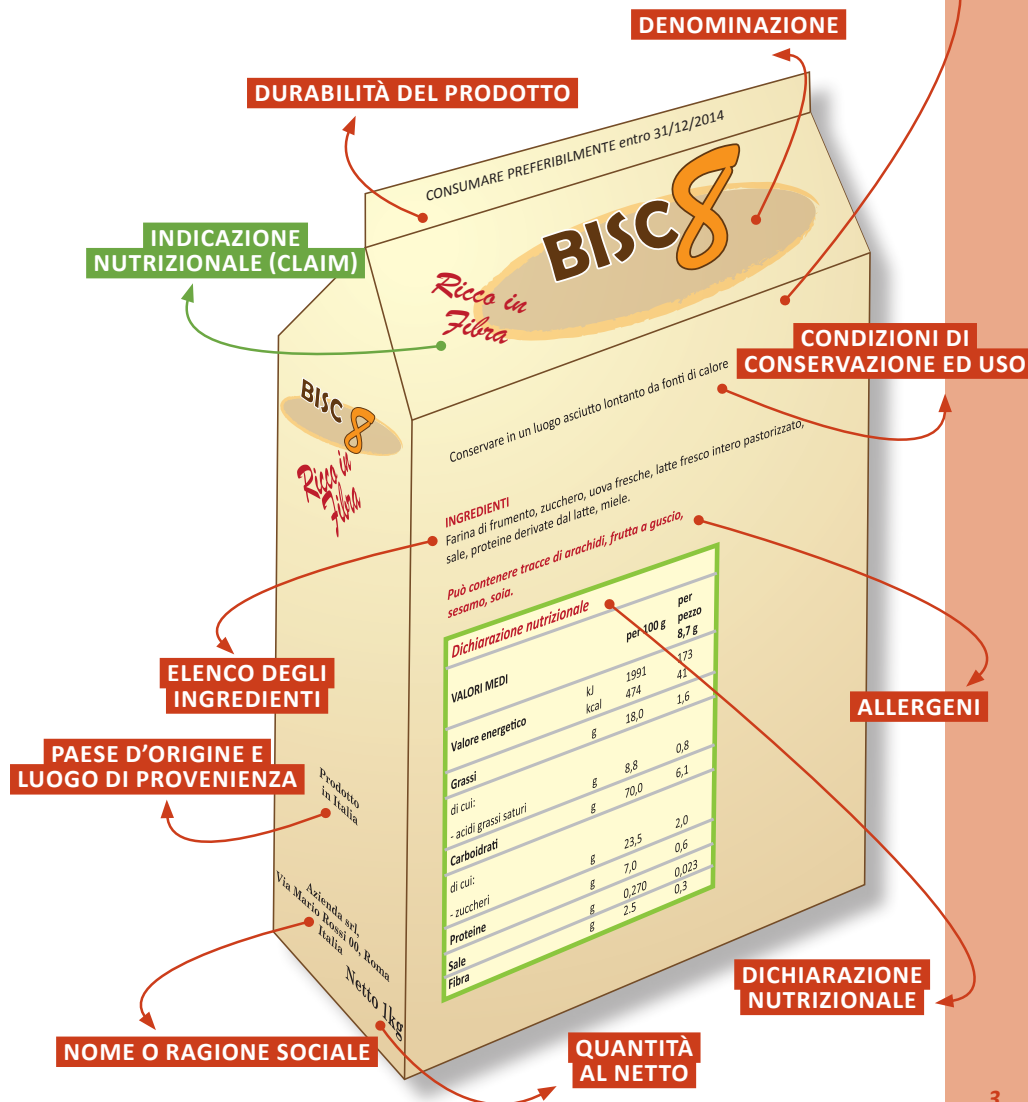 DENOMINAZIONE
DURABILITÀ DEL PRODOTTO
CONSUMARE PREFERIBILMENTE entro 31/12/2014
BISC8
INDICAZIONE
NUTRIZIONALE (CLAIM)
Ricco in
Fibra
CONDIZIONI DI
CONSERVAZIONE ED USO
BISC8
Ricco in
Fibra
Conservare in un luogo asciutto lontanto da fonti di calore
INGREDIENTI
Farina di frumento, zucchero, uova fresche, latte fresco intero pastorizzato,
sale, proteine derivate dal latte, miele.
Può contenere tracce di arachidi, frutta a guscio,
sesamo, soia.
Dichiarazione nutrizionale
VALORI MEDI per 100 g per
pezzo
8,7 g
Valore energetico kJ 1991 173
kcal 474 41
Grassi g 18,0 1,6
di cui:
- acidi grassi saturi g 8,8 0,8
Carboidrati g 70,0 6,1
di cui:
- zuccheri g 23,5 2,0
Proteine g 7,0 0,6
Sale g 0,270 0,023
Fibra g 2.5 0,3
ELENCO DEGLI
INGREDIENTI
ALLERGENI
PAESE D'ORIGINE E
LUOGO DI PROVENIENZA
Prodotto
in Italia
Azienda srl,
Via Mario Rossi 00, Roma
Italia
Netto 1kg
DICHIARAZIONE
NUTRIZIONALE
NOME O RAGIONE SOCIALE
QUANTITÀ
AL NETTO
3